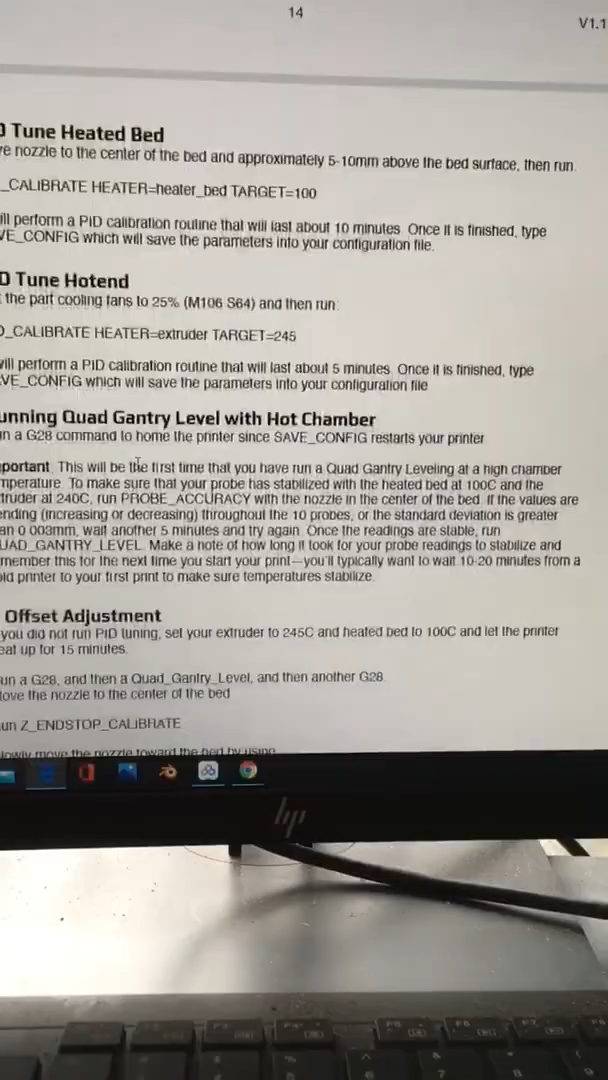 14
V1.1
D Tune Heated Bed
ve nozzle to the center of the bed and approximately 5-10mm above the bed surface, then run.
_CALIBRATE HEATER=heater_bed TARGET=100
ill perform a PID calibration routine that will last about 10 minutes. Once it is finished, type
VE_CONFIG which will save the parameters into your configuration file.
D Tune Hotend
the part cooling fans to 25% (M106 S64) and then run:
D_CALIBRATE HEATER=extruder TARGET=245
will perform a PID calibration routine that will last about 5 minutes. Once it is finished, type
VE_CONFIG which will save the parameters into your configuration file
unning Quad Gantry Level with Hot Chamber
n a G28 command to home the printer since SAVE_CONFIG restarts your printer
portant. This will be the first time that you have run a Quad Gantry Leveling at a high chamber
mperature. To make sure that your probe has stabilized with the heated bed at 100C and the
truder at 240C, run PROBE_ACCURACY with the nozzle in the center of the bed. If the values are
ending (increasing or decreasing) throughout the 10 probes, or the standard deviation is greater
an 0 003mm, wait another 5 minutes and try again. Once the readings are stable, run
UAD_GANTRY_LEVEL. Make a note of how long it took for your probe readings to stabilize and
member this for the next time you start your print—you'll typically want to wait 10-20 minutes from a
old printer to your first print to make sure temperatures stabilize.
Offset Adjustment
you did not run PID tuning, set your extruder to 245C and heated bed to 100C and let the printer
eat up for 15 minutes.
un a G28, and then a Quad_Gantry_Level, and then another G28.
ove the nozzle to the center of the bed
un Z_ENDSTOP_CALIBRATE
lowly move the nozzle toward the bed by using
hp